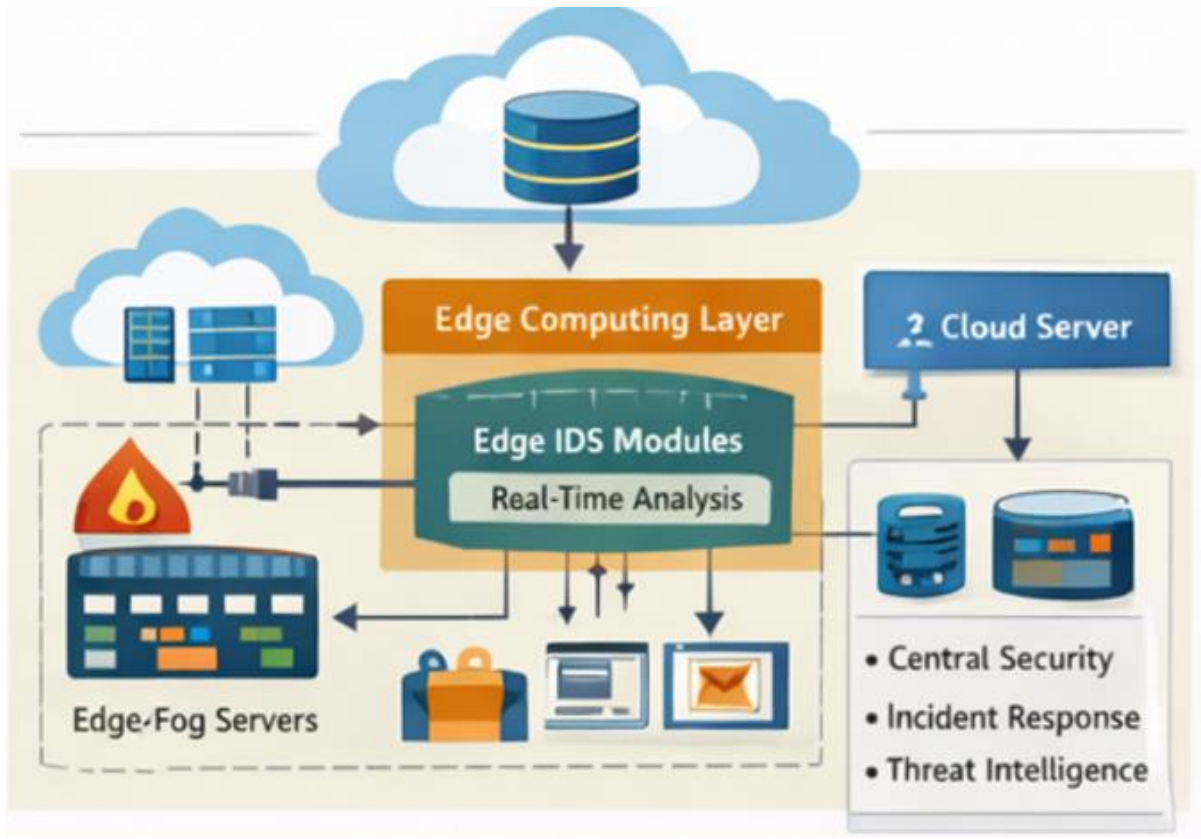 Edge Computing Layer
Cloud Server
Edge IDS Modules
Real-Time Analysis
Edge-Fog Servers
• Central Security
• Incident Response
• Threat Intelligence